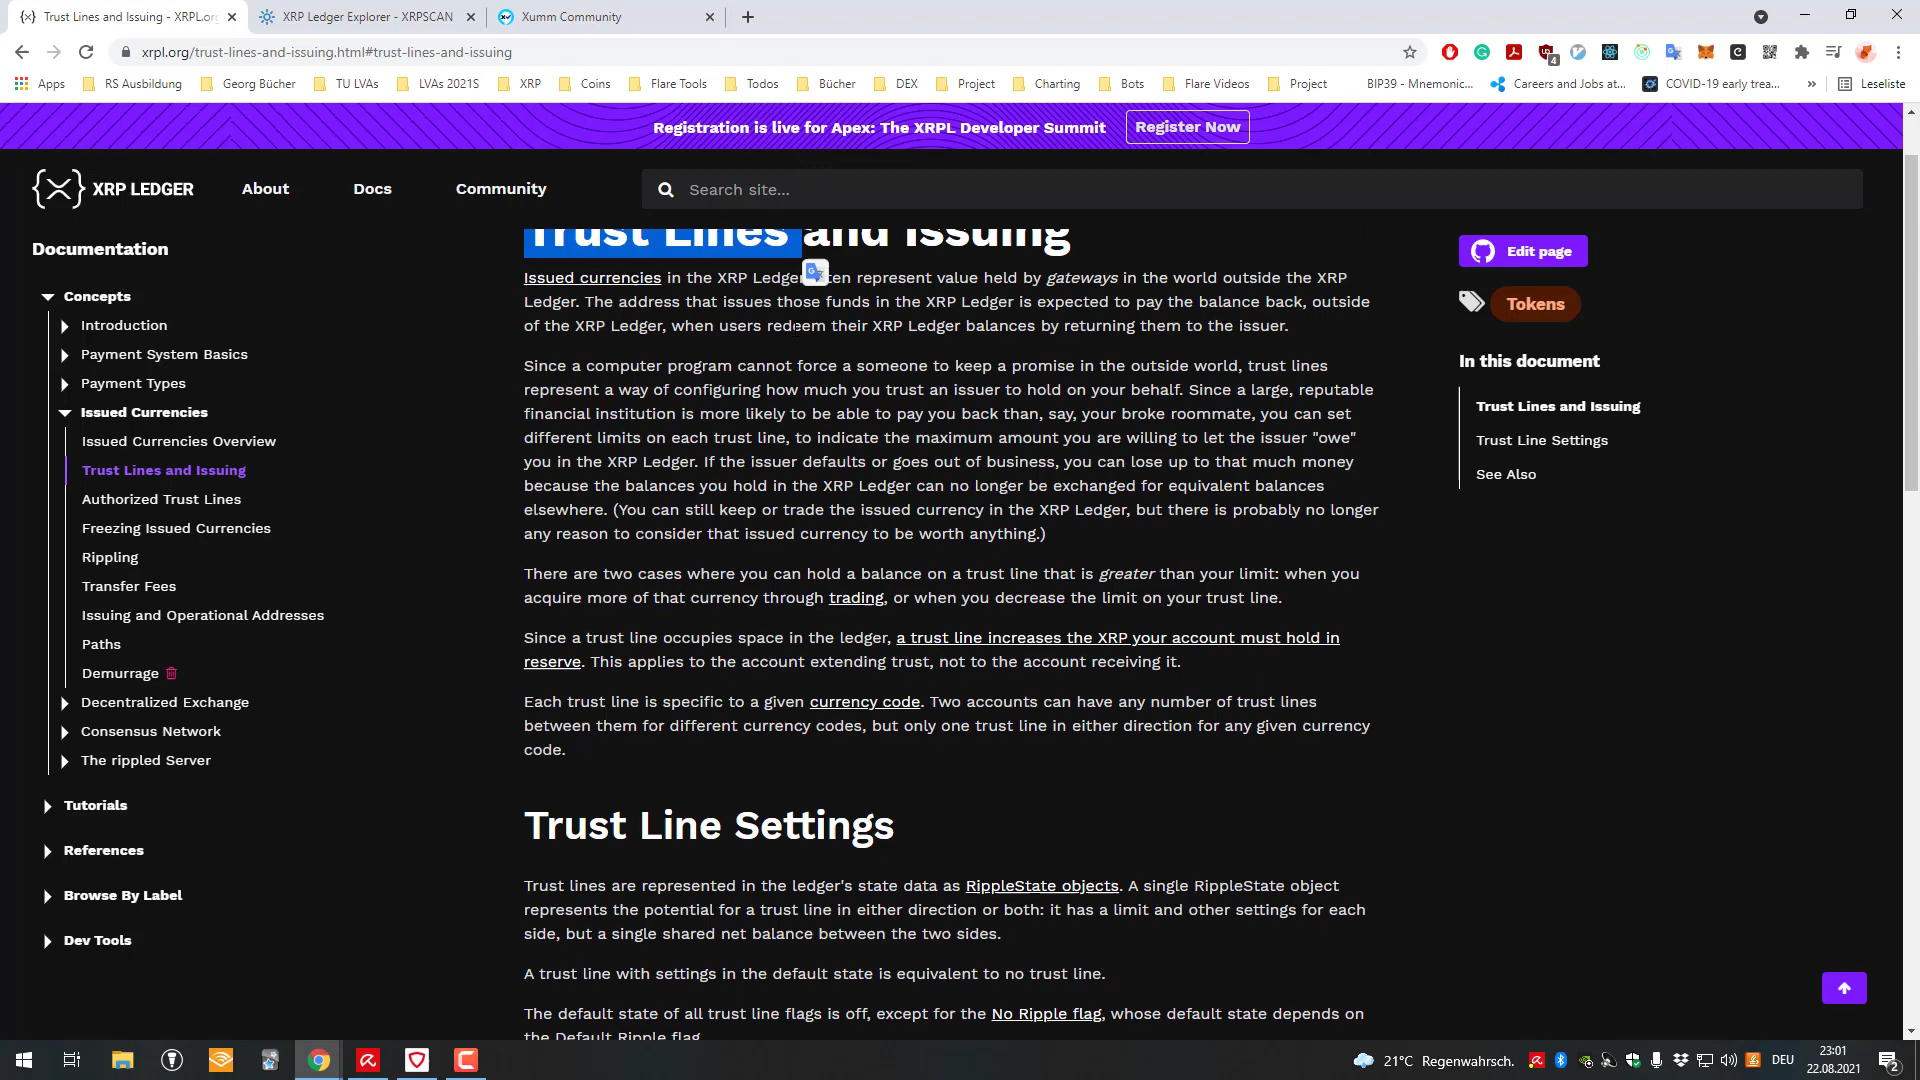 Trust Lines and Issuing - XRPL.org
XRP Ledger Explorer - XRPSCAN
Xumm Community
xrpl.org/trust-lines-and-issuing.html#trust-lines-and-issuing
4
Apps
RS Ausbildung
Georg Bücher
TU LVAs
LVAs 2021S
XRP
Coins
Flare Tools
Todos
Bücher
DEX
Project
Charting
Bots
Flare Videos
Project
BIP39 - Mnemonic...
Careers and Jobs at...
COVID-19 early trea...
»
Leseliste
Registration is live for Apex: The XRPL Developer Summit
Register Now
XRP LEDGER
About
Docs
Community
Search site...
Documentation
Concepts
Introduction
Payment System Basics
Payment Types
Issued Currencies
Issued Currencies Overview
Trust Lines and Issuing
Authorized Trust Lines
Freezing Issued Currencies
Rippling
Transfer Fees
Issuing and Operational Addresses
Paths
Demurrage
Decentralized Exchange
Consensus Network
The rippled Server
Tutorials
References
Browse By Label
Dev Tools
Trust Lines and Issuing
Issued currencies in the XRP Ledger ten represent value held by gateways in the world outside the XRP
Ledger. The address that issues those funds in the XRP Ledger is expected to pay the balance back, outside
of the XRP Ledger, when users redeem their XRP Ledger balances by returning them to the issuer.
Since a computer program cannot force a someone to keep a promise in the outside world, trust lines
represent a way of configuring how much you trust an issuer to hold on your behalf. Since a large, reputable
financial institution is more likely to be able to pay you back than, say, your broke roommate, you can set
different limits on each trust line, to indicate the maximum amount you are willing to let the issuer "owe"
you in the XRP Ledger. If the issuer defaults or goes out of business, you can lose up to that much money
because the balances you hold in the XRP Ledger can no longer be exchanged for equivalent balances
elsewhere. (You can still keep or trade the issued currency in the XRP Ledger, but there is probably no longer
any reason to consider that issued currency to be worth anything.)
There are two cases where you can hold a balance on a trust line that is greater than your limit: when you
acquire more of that currency through trading, or when you decrease the limit on your trust line.
Since a trust line occupies space in the ledger, a trust line increases the XRP your account must hold in
reserve. This applies to the account extending trust, not to the account receiving it.
Each trust line is specific to a given currency code. Two accounts can have any number of trust lines
between them for different currency codes, but only one trust line in either direction for any given currency
code.
Trust Line Settings
Trust lines are represented in the ledger's state data as RippleState objects. A single RippleState object
represents the potential for a trust line in either direction or both: it has a limit and other settings for each
side, but a single shared net balance between the two sides.
A trust line with settings in the default state is equivalent to no trust line.
The default state of all trust line flags is off, except for the No Ripple flag, whose default state depends on
the Default Ripple flag.
Edit page
Tokens
In this document
Trust Lines and Issuing
Trust Line Settings
See Also
21°C Regenwahrsch.
DEU
23:01
22.08.2021
2